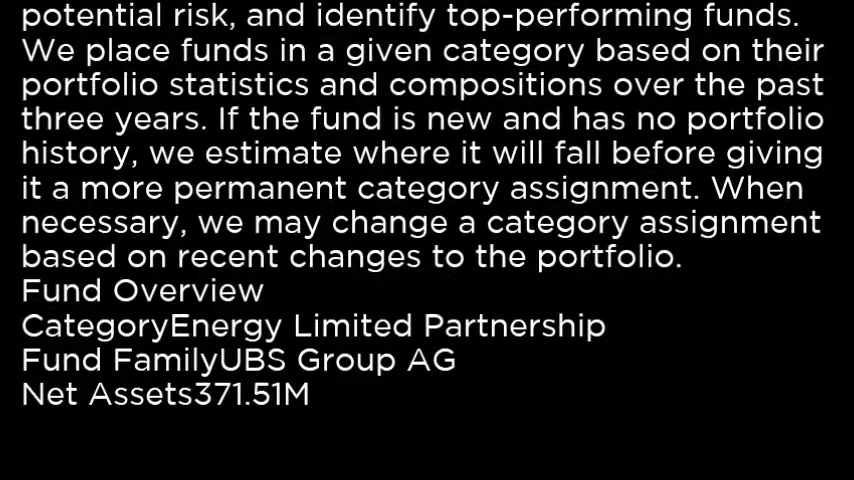 potential risk, and identify top-performing funds.
We place funds in a given category based on their
portfolio statistics and compositions over the past
three years. If the fund is new and has no portfolio
history, we estimate where it will fall before giving
it a more permanent category assignment. When
necessary, we may change a category assignment
based on recent changes to the portfolio.
Fund Overview
CategoryEnergy Limited Partnership
Fund FamilyUBS Group AG
Net Assets371.51M